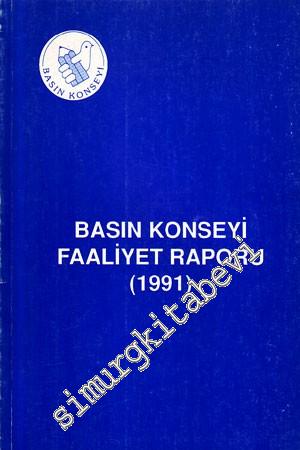 BASIN KONSEYİ
BASIN KONSEYİ
FAALİYET RAPORU
(1991)
simurgkitabevi